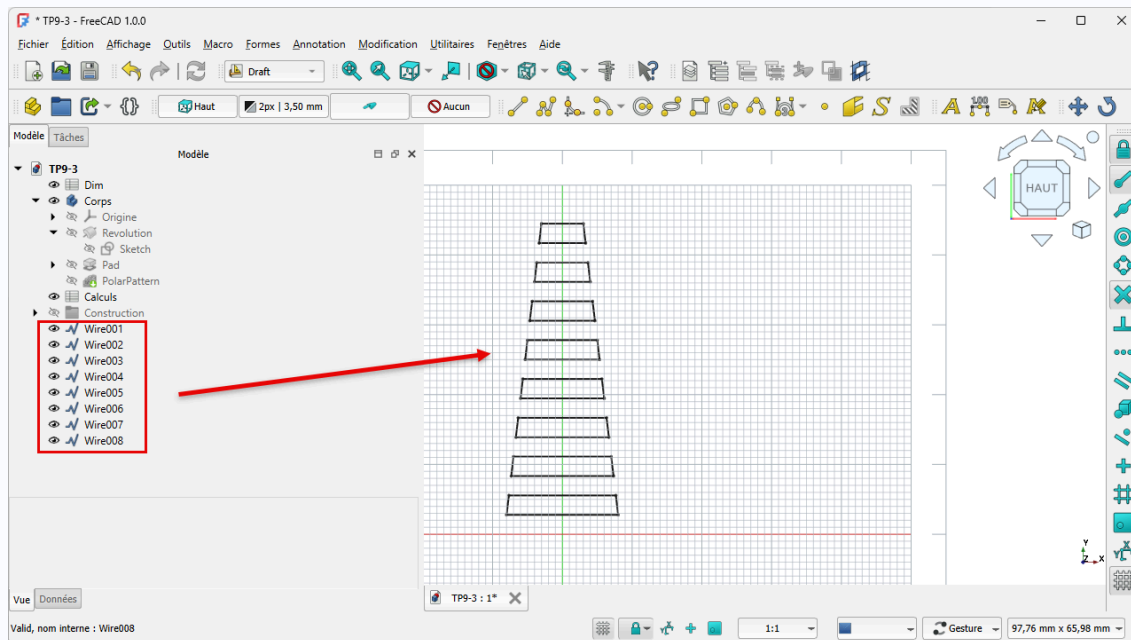 * TP9-3 - FreeCAD 1.0.0
Fichier Édition Affichage Outils Macro Formes Annotation Modification Utilitaires Fenêtres Aide
Draft
Haut 2px | 3,50 mm Aucun
Modèle Tâches
Modèle
TP9-3
Dim
Corps
Origine
Revolution
Sketch
Pad
PolarPattern
Calculs
Construction
Wire001
Wire002
Wire003
Wire004
Wire005
Wire006
Wire007
Wire008
HAUT
Y
Z X
Vue Données
TP9-3 : 1*
Valid, nom interne : Wire008
1:1
Gesture
97,76 mm x 65,98 mm